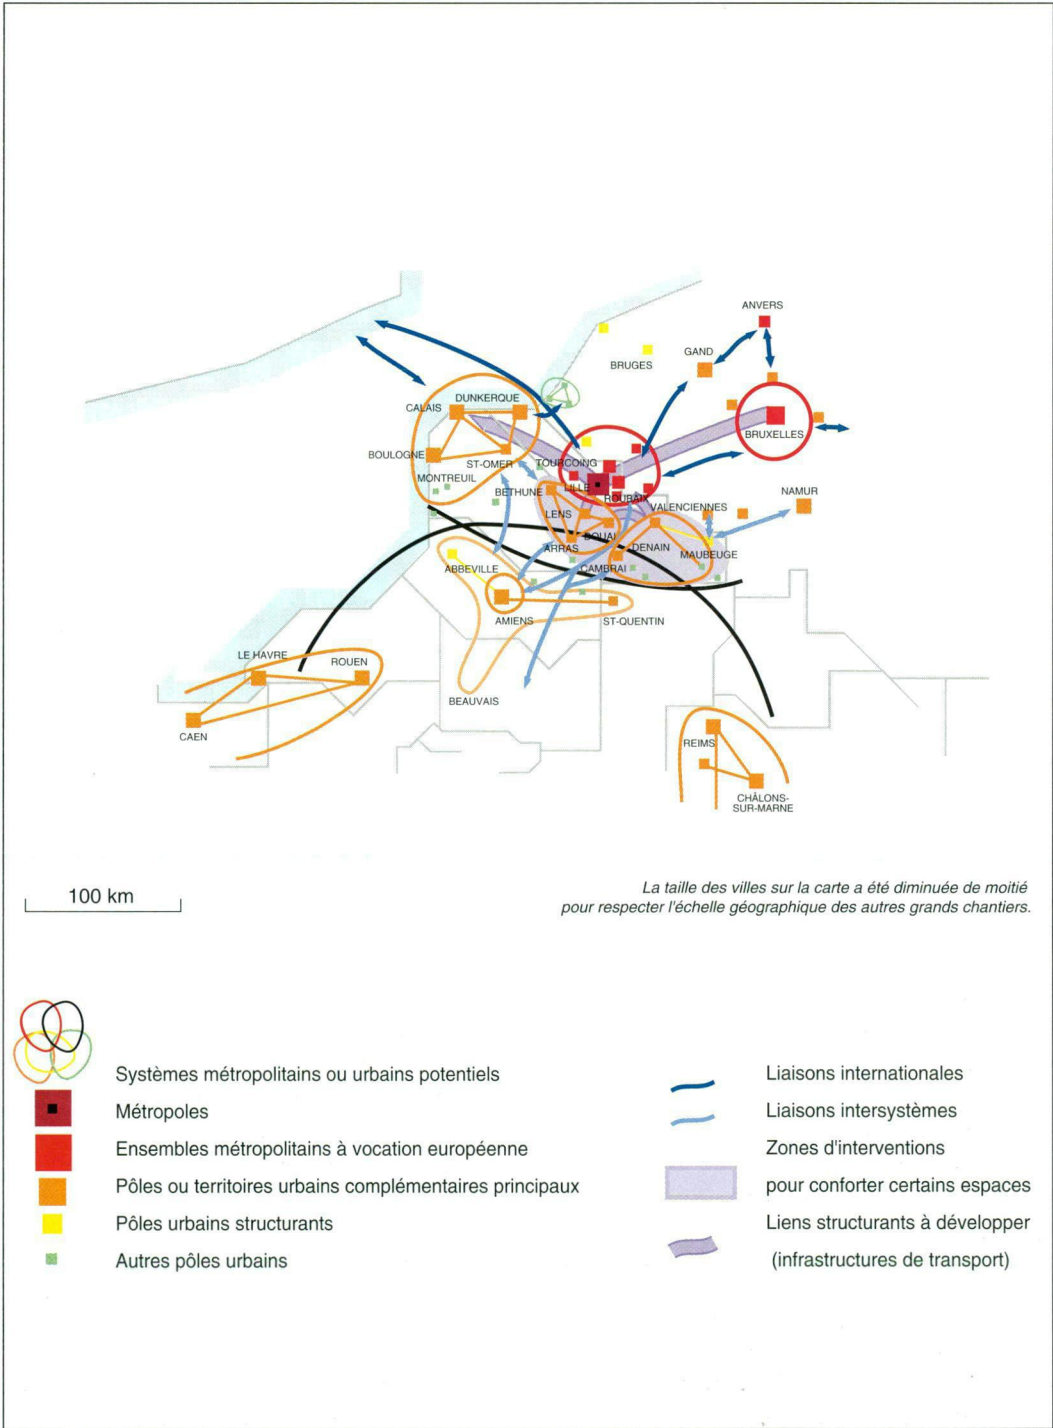 ANVERS
GAND
BRUGES
DUNKERQUE
CALAIS
BRUXELLES
BOULOGNE
ST-OMER
TOURCOING
MONTREUIL
BETHUNE
LILLE
ROUBAIX
NAMUR
VALENCIENNES
LENS
DOUAI
ARRAS
DENAIN
MAUBEUGE
ABBEVILLE
CAMBRAI
AMIENS
ST-QUENTIN
LE HAVRE
ROUEN
BEAUVAIS
CAEN
REIMS
CHÂLONS-
SUR-MARNE
100 km
La taille des villes sur la carte a été diminuée de moitié
pour respecter l'échelle géographique des autres grands chantiers.
Systèmes métropolitains ou urbains potentiels
Métropoles
Ensembles métropolitains à vocation européenne
Pôles ou territoires urbains complémentaires principaux
Pôles urbains structurants
Autres pôles urbains
Liaisons internationales
Liaisons intersystèmes
Zones d'interventions
pour conforter certains espaces
Liens structurants à développer
(infrastructures de transport)